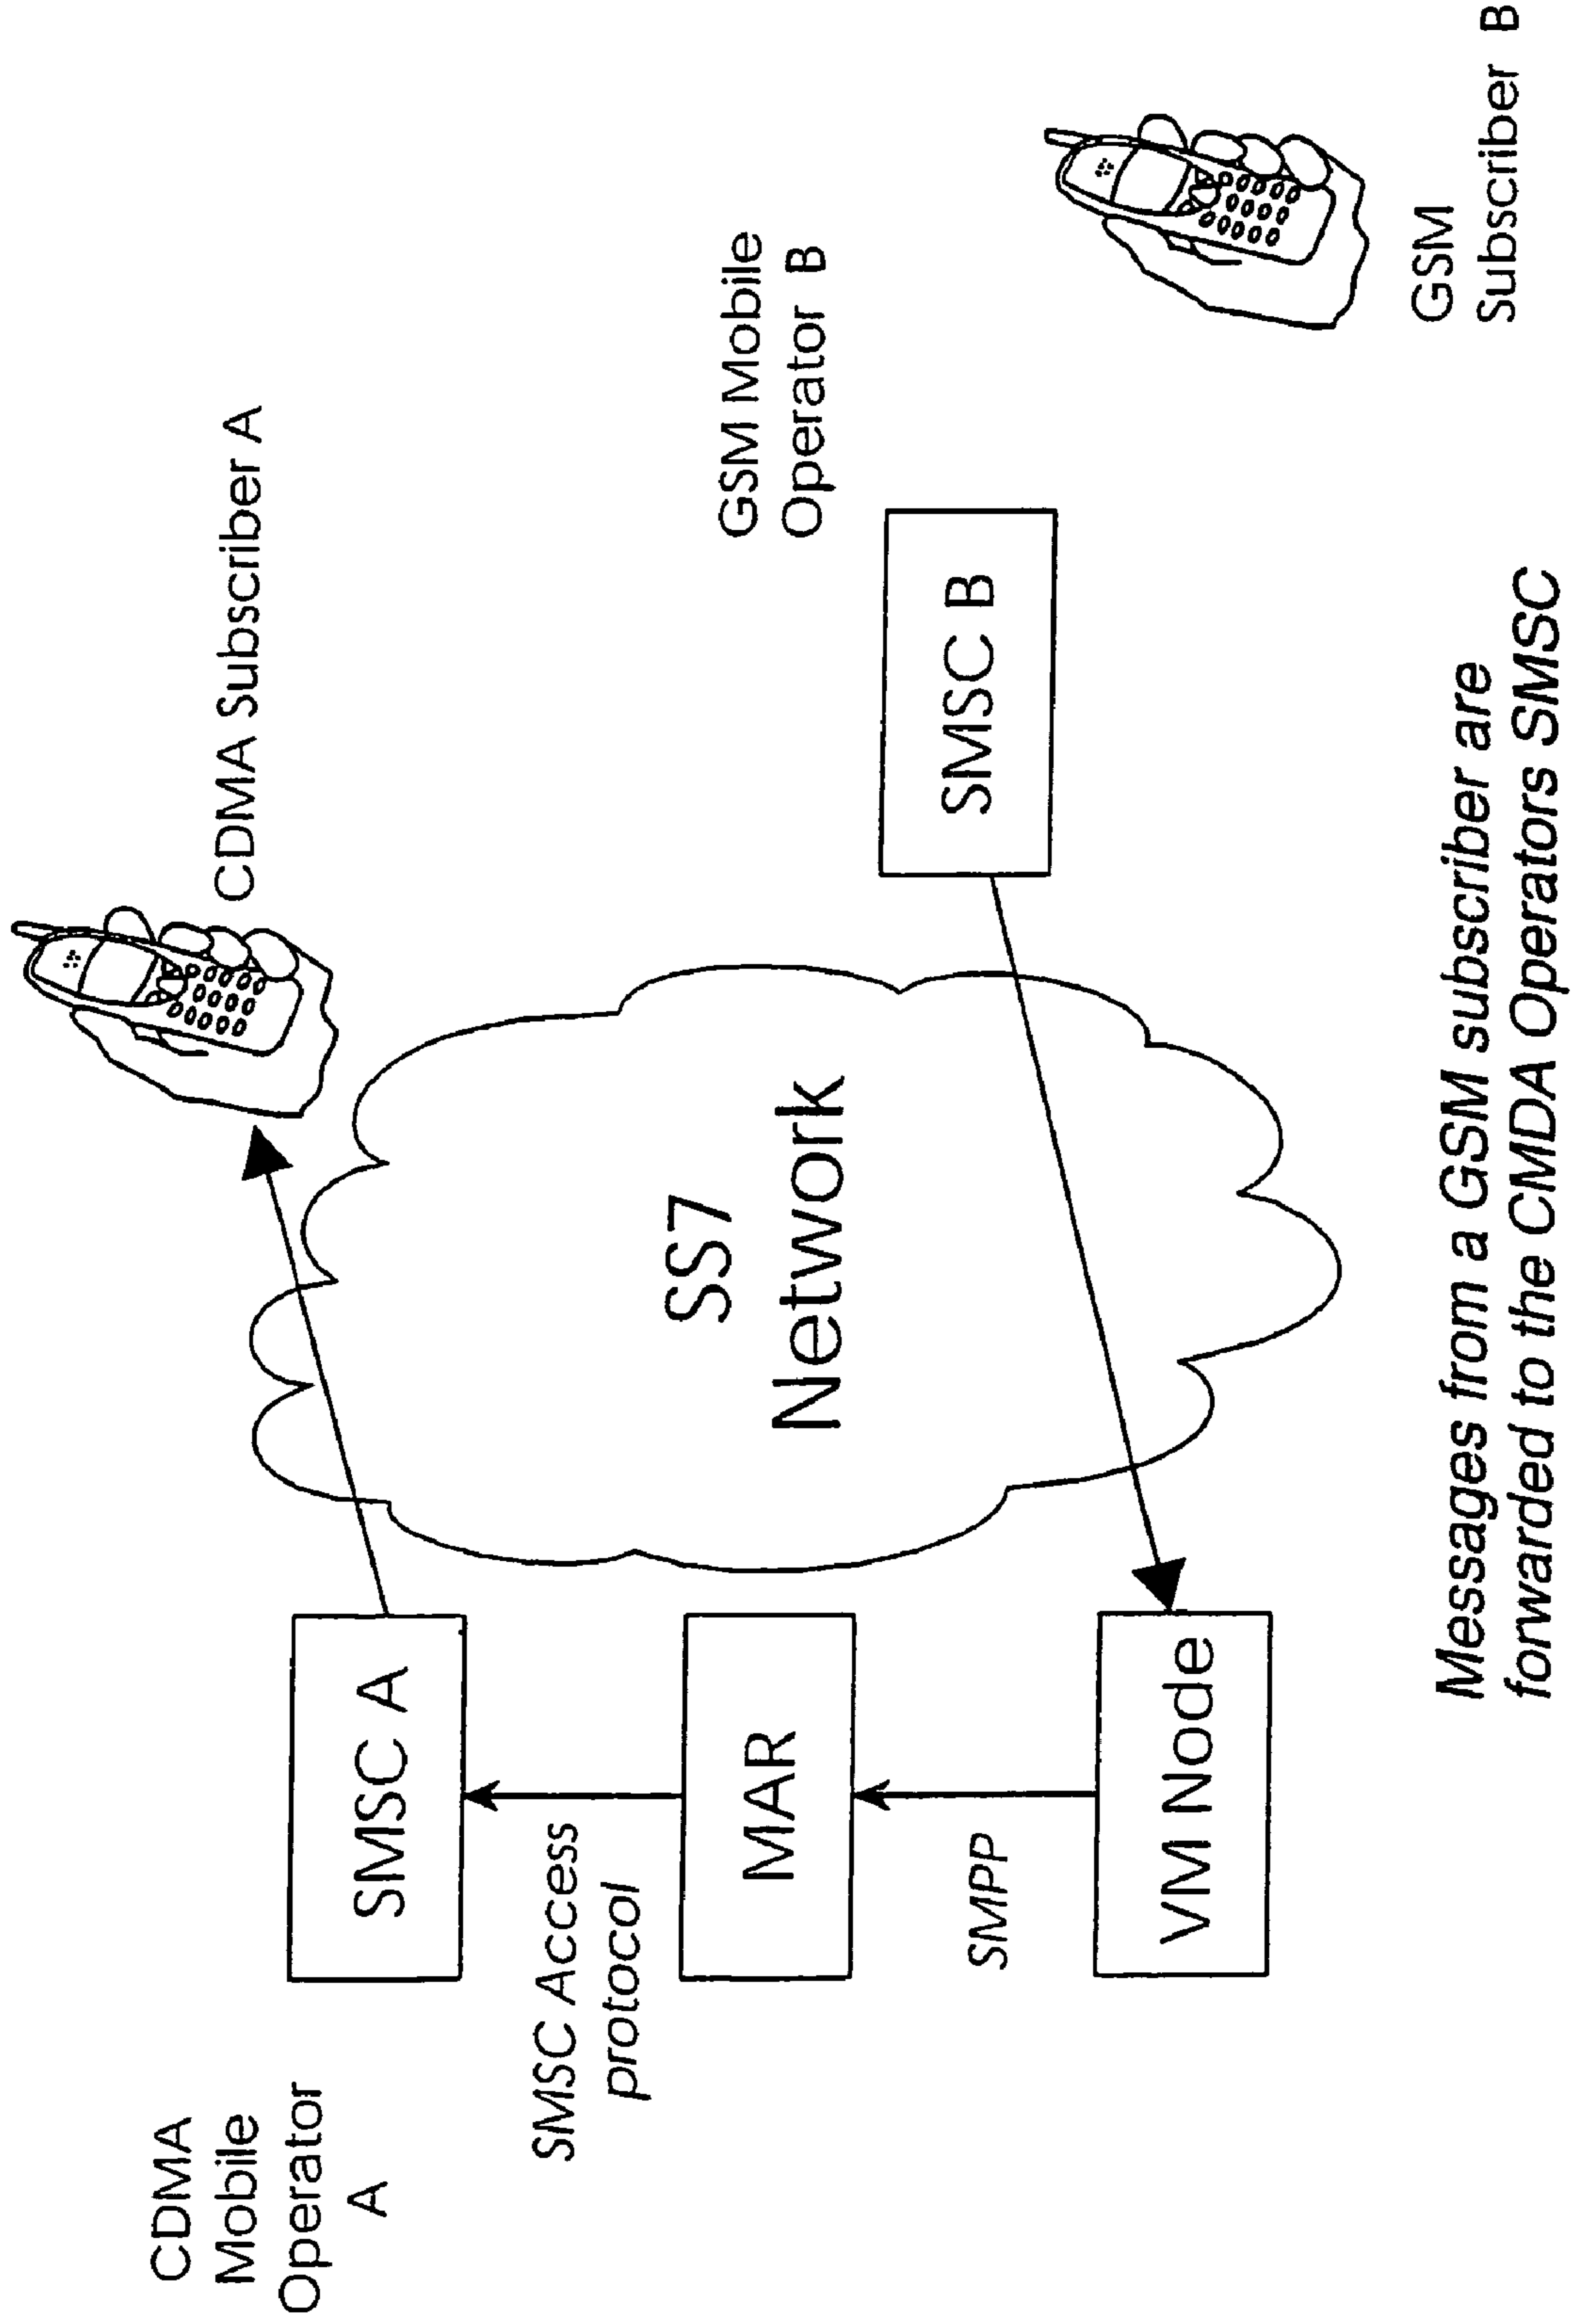 CDMA
Mobile
Operator
A
CDMA Subscriber A
SMSC A
SMSC Access
protocol
MAR
SMPP
VM Node
SS7
Network
GSM Mobile
Operator B
SMSC B
GSM
Subscriber B
Messages from a GSM subscriber are
forwarded to the CMDA Operators SMSC